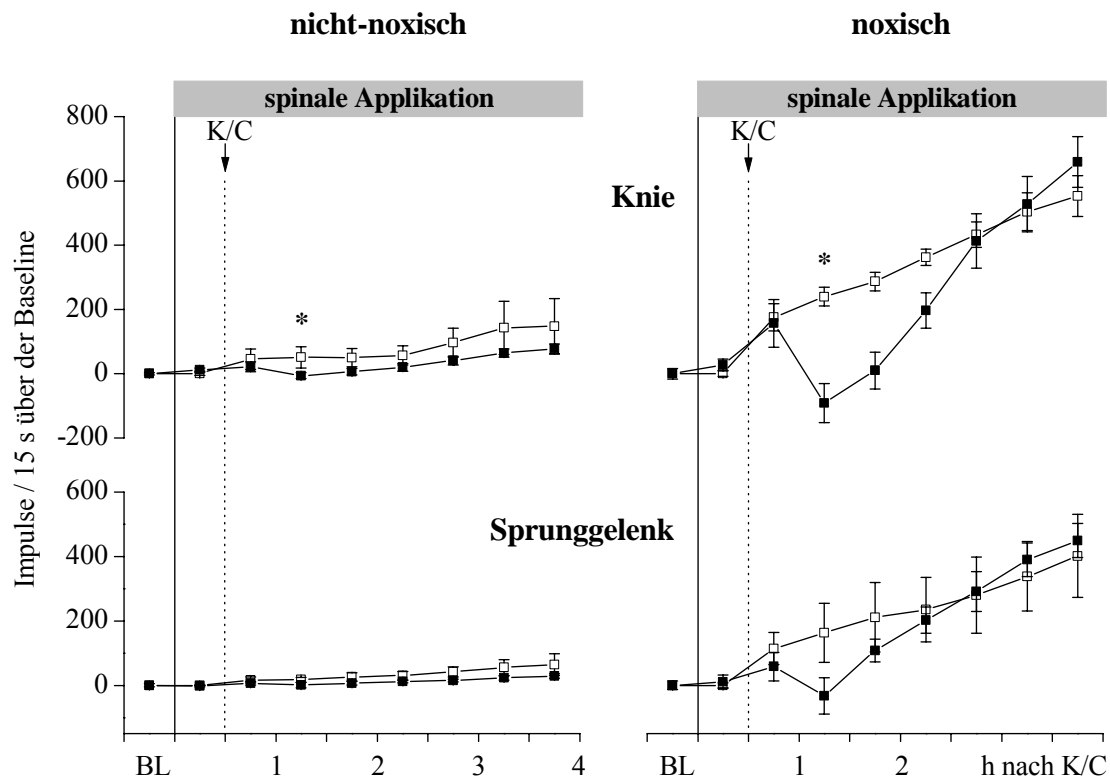 nicht-noxisch noxisch
spinale Applikation spinale Applikation
800
K/C K/C
600
Knie
400
*
200
*
0
-200
Impulse / 15 s über der Baseline
600
Sprunggelenk
400
200
0
BL 1 2 3 4 BL 1 2 h nach K/C